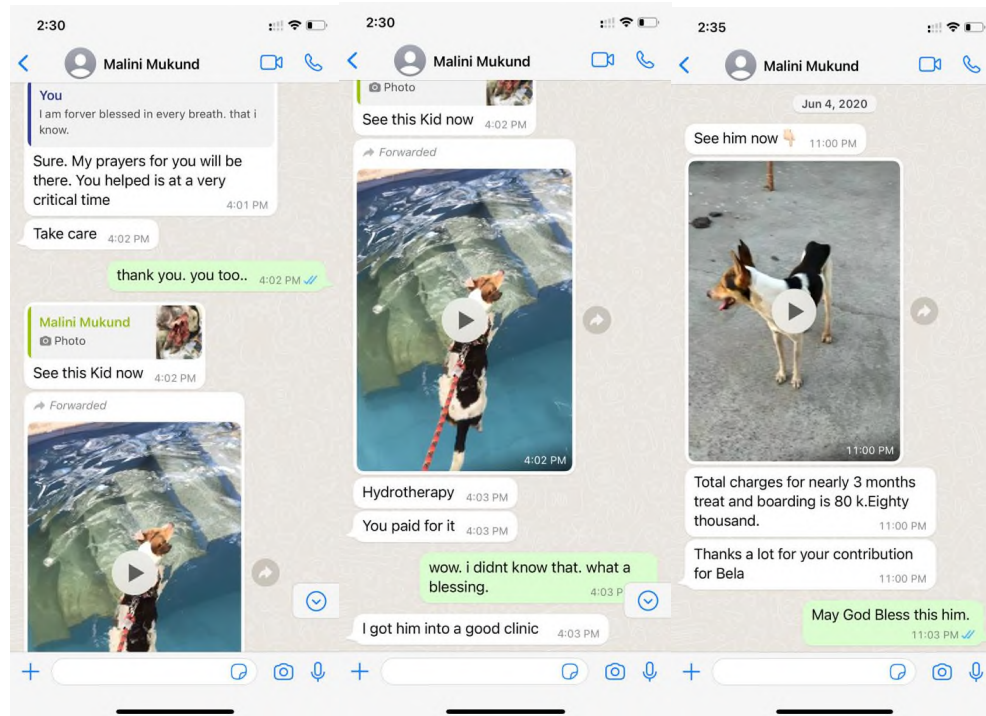 2:30
Malini Mukund
You
I am forver blessed in every breath. that i
know.
Sure. My prayers for you will be
there. You helped is at a very
critical time
4:01 PM
Take care 4:02 PM
thank you. you too.. 4:02 PM
Malini Mukund
Photo
See this Kid now 4:02 PM
Forwarded
2:30
Malini Mukund
Photo
See this Kid now 4:02 PM
Forwarded
4:02 PM
Hydrotherapy 4:03 PM
You paid for it 4:03 PM
wow. i didnt know that. what a
blessing. 4:03 P
I got him into a good clinic 4:03 PM
2:35
Malini Mukund
Jun 4, 2020
See him now 👇🏻 11:00 PM
11:00 PM
Total charges for nearly 3 months
treat and boarding is 80 k.Eighty
thousand. 11:00 PM
Thanks a lot for your contribution
for Bela 11:00 PM
May God Bless this him.
11:03 PM